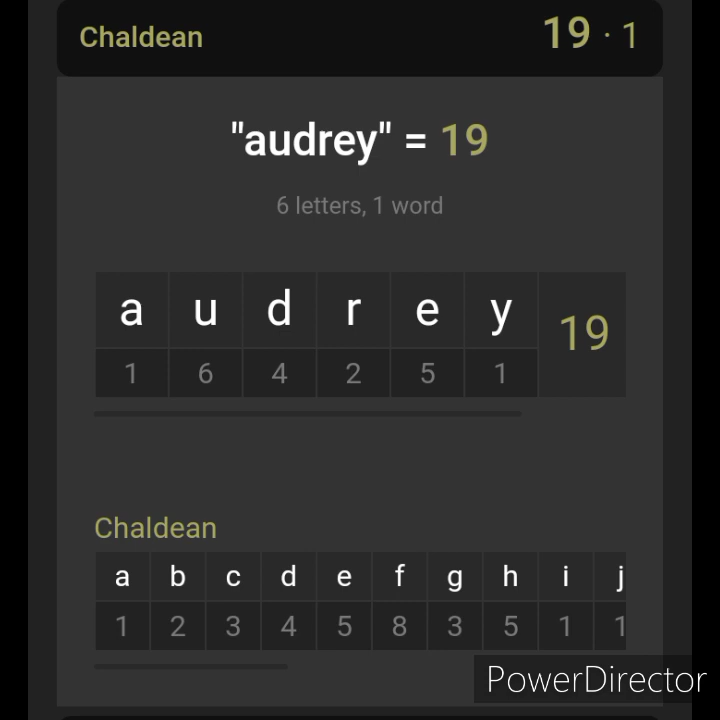 Chaldean 19 · 1
"audrey" = 19
6 letters, 1 word
a u d r e y 19
1 6 4 2 5 1
Chaldean
a b c d e f g h i j
1 2 3 4 5 8 3 5 1 1
PowerDirector